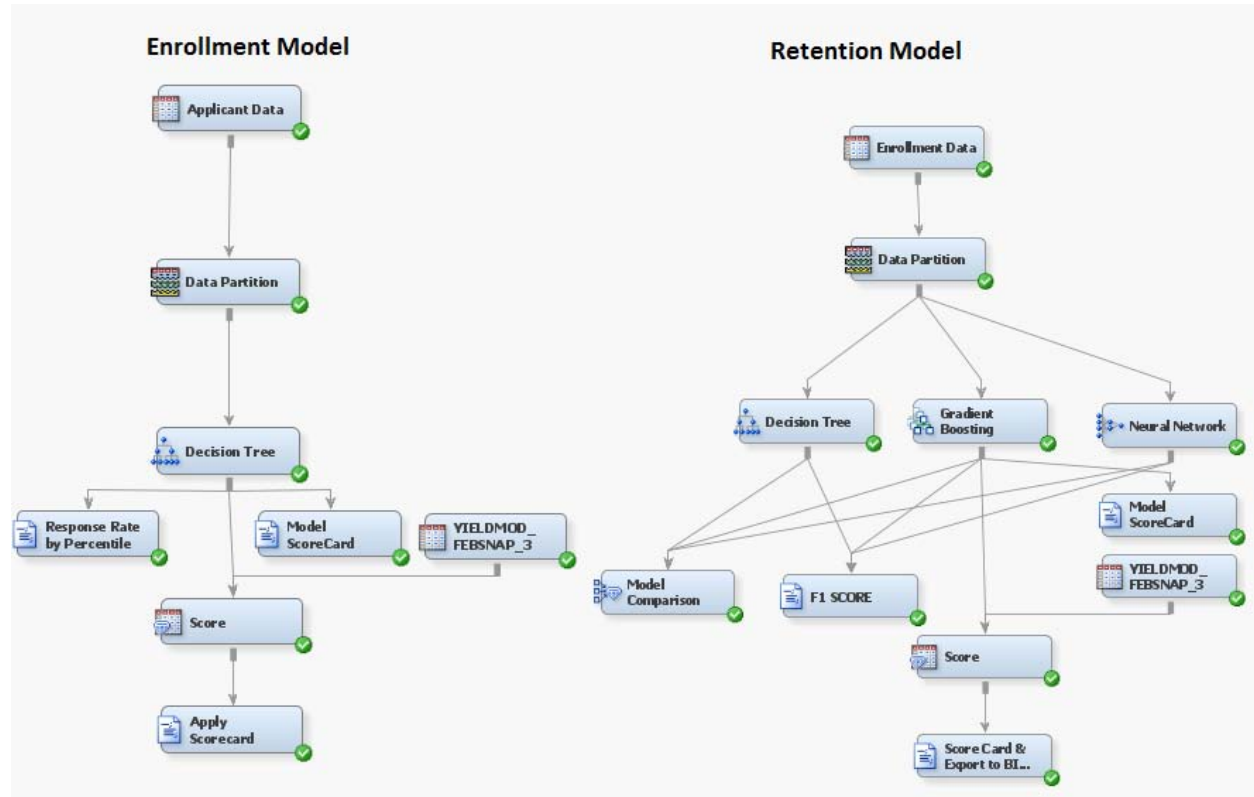 Enrollment Model
Applicant Data
Data Partition
Decision Tree
Response Rate
by Percentile
Model
ScoreCard
YIELDMOD_
FEBSNAP_3
Score
Apply
Scorecard
Retention Model
Enrollment Data
Data Partition
Decision Tree
Gradient
Boosting
Neural Network
Model
ScoreCard
YIELDMOD_
FEBSNAP_3
Model
Comparison
F1 SCORE
Score
Score Card &
Export to BI...